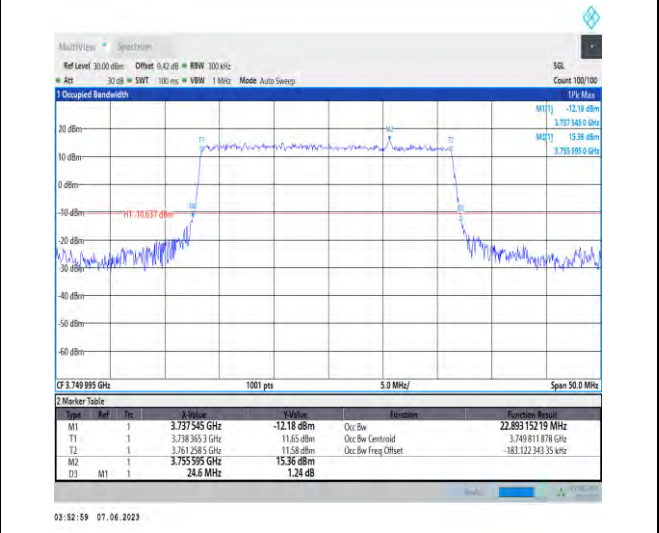 MultiView Spectrum
Ref Level 30.00 dBm Offset 9.42 dB RBW 300 kHz SGL
Att 30 dB SWT 100 ms VBW 1 MHz Mode Auto Sweep Count 100/100
1 Occupied Bandwidth 1Pk Max
M1[1] -12.18 dBm
3.737 545 0 GHz
M2[1] 15.36 dBm
3.755 595 0 GHz
20 dBm
T1 M2 T2
10 dBm
0 dBm
-10 dBm
H1 -10.637 dBm
-20 dBm
-30 dBm
-40 dBm
-50 dBm
-60 dBm
CF 3.749 995 GHz 1001 pts 5.0 MHz/ Span 50.0 MHz
2 Marker Table
Type Ref Trc X-Value Y-Value Function Function Result
M1 1 3.737 545 GHz -12.18 dBm Occ Bw 22.893 152 19 MHz
T1 1 3.738 365 3 GHz 11.65 dBm Occ Bw Centroid 3.749 811 878 GHz
T2 1 3.761 258 5 GHz 11.58 dBm Occ Bw Freq Offset -183.122 343 35 kHz
M2 1 3.755 595 GHz 15.36 dBm
D3 M1 1 24.6 MHz 1.24 dB
03:52:59 07.06.2023